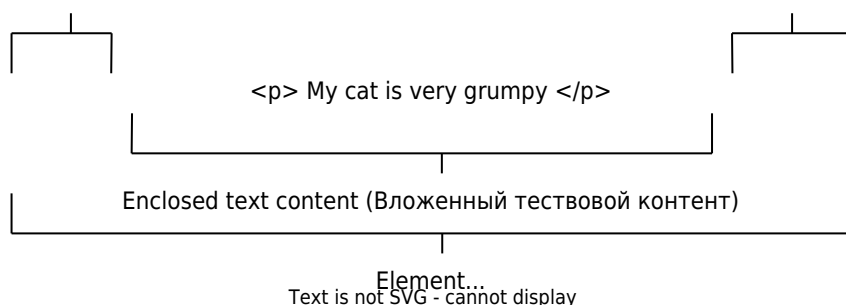 <p> My cat is very grumpy </p>
Enclosed text content (Вложенный тествовой контент)
Element...
Text is not SVG - cannot display